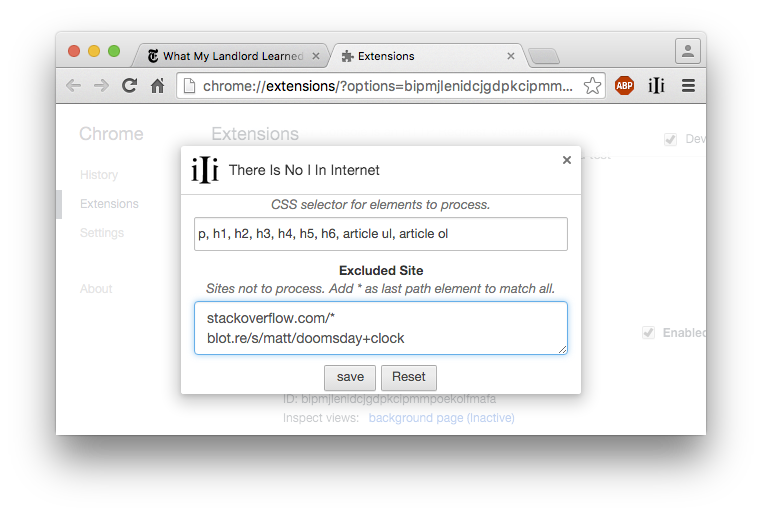 What My Landlord Learned
Extensions
chrome://extensions/?options=bipmjlenidcjgdpkcipmm...
ABP
iIi
Chrome
Extensions
Dev
History
Extensions
Settings
About
iIi There Is No I In Internet
CSS selector for elements to process.
p, h1, h2, h3, h4, h5, h6, article ul, article ol
Excluded Site
Sites not to process. Add * as last path element to match all.
stackoverflow.com/*
blot.re/s/matt/doomsday+clock
Enabled
save
Reset
ID: bipmjlenidcjgdpkcipmmpoekolfmafa
Inspect views: background page (Inactive)